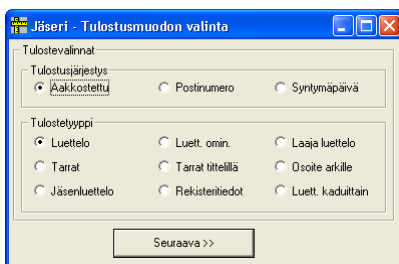 Jäseri - Tulostusmuodon valinta
Tulostevalinnat
Tulostusjärjestys
Aakkostettu Postinumero Syntymäpäivä
Tulostetyyppi
Luettelo Luett. omin. Laaja luettelo
Tarrat Tarrat tittelillä Osoite arkille
Jäsenluettelo Rekisteritiedot Luett. kaduittain
Seuraava >>